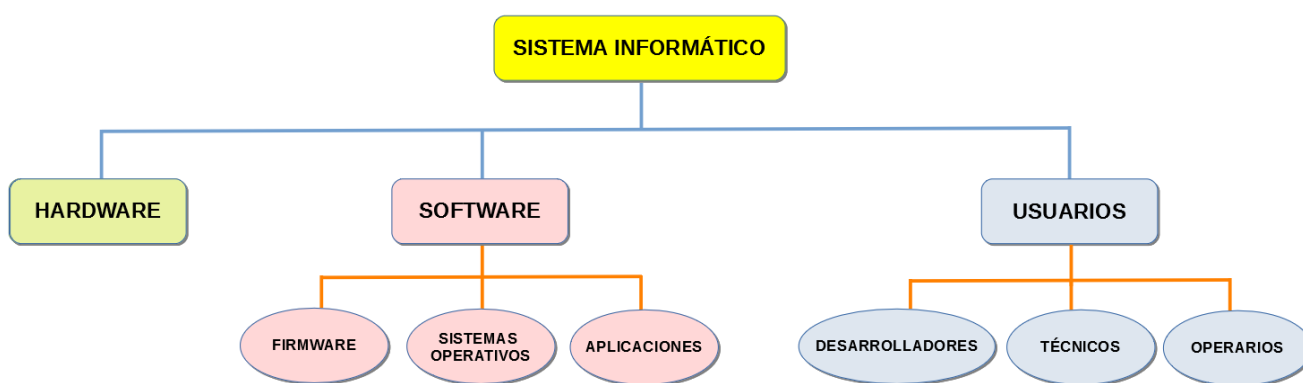 SISTEMA INFORMÁTICO
HARDWARE
SOFTWARE
USUARIOS
FIRMWARE
SISTEMAS
OPERATIVOS
APLICACIONES
DESARROLLADORES
TÉCNICOS
OPERARIOS